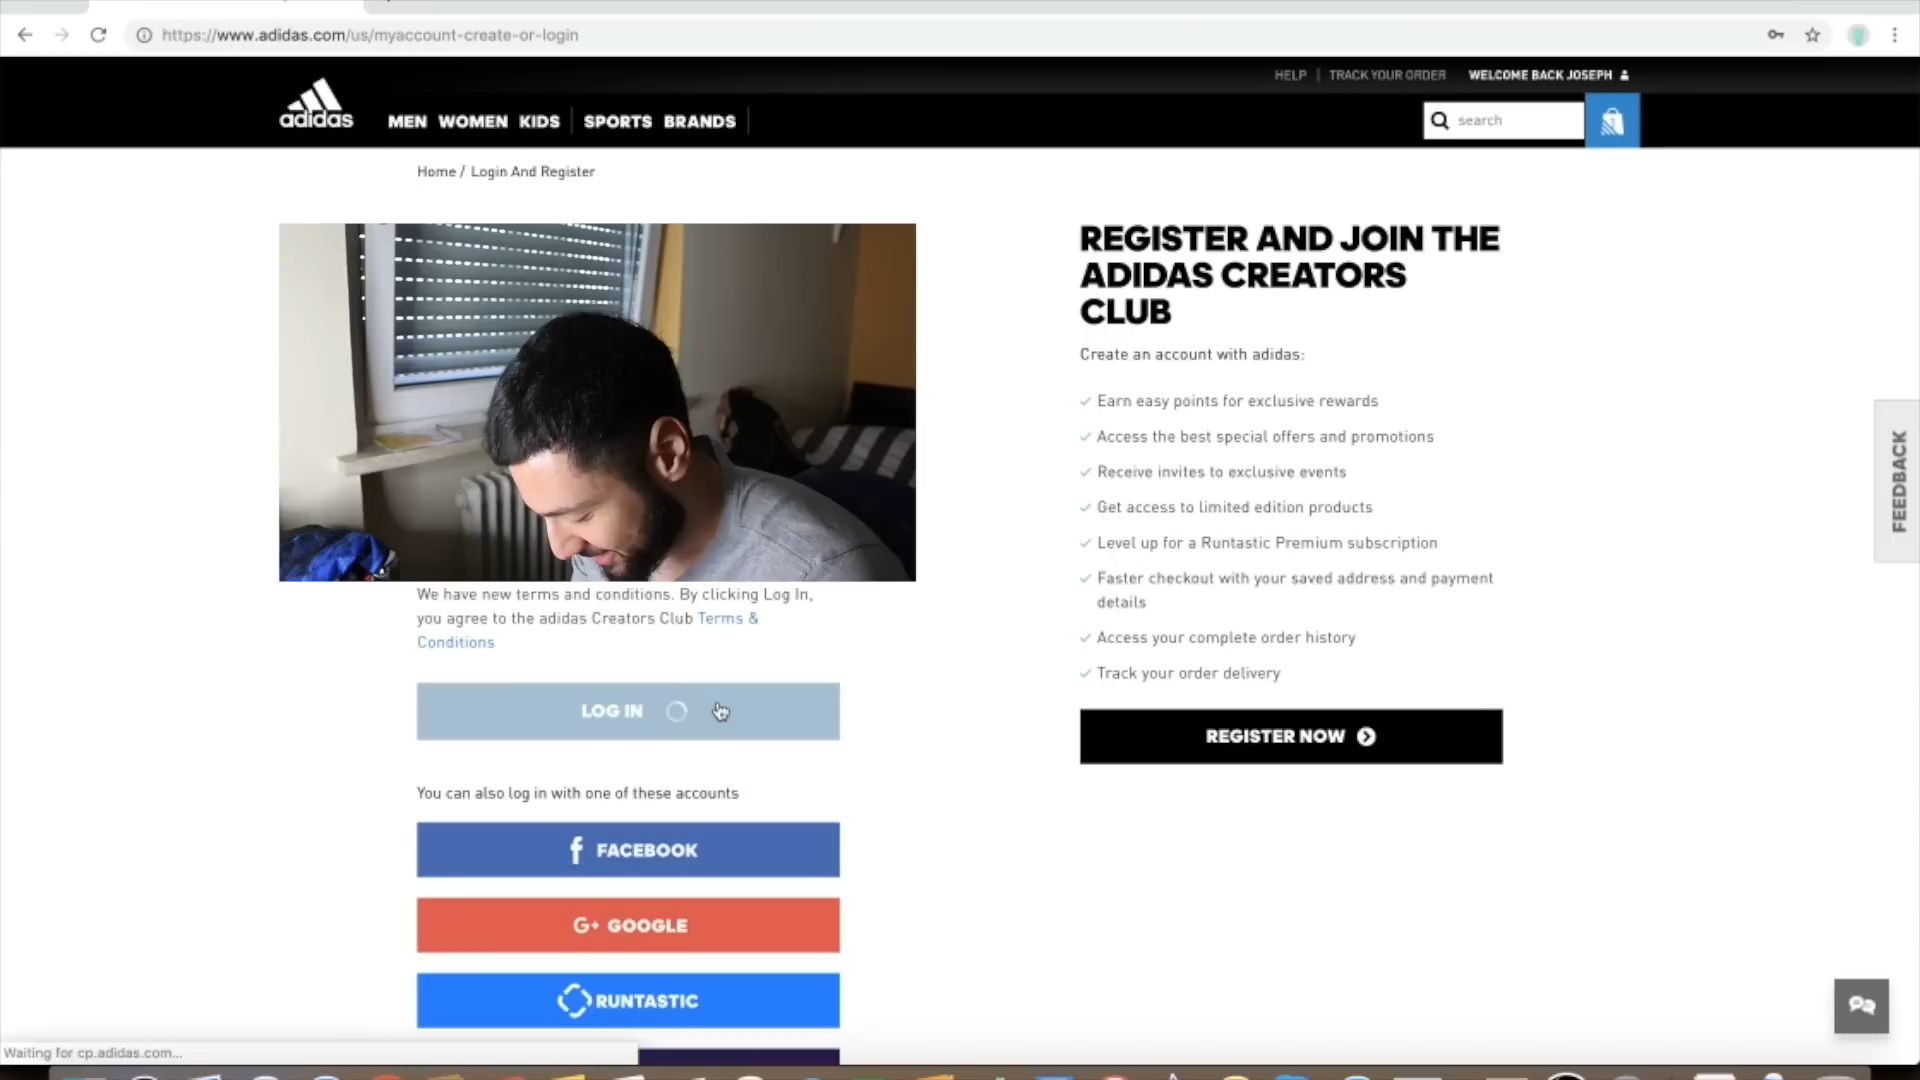 https://www.adidas.com/us/myaccount-create-or-login
HELP | TRACK YOUR ORDER WELCOME BACK JOSEPH
adidas
MEN WOMEN KIDS SPORTS BRANDS
search
Home / Login And Register
REGISTER AND JOIN THE
ADIDAS CREATORS
CLUB
Create an account with adidas:
Earn easy points for exclusive rewards
Access the best special offers and promotions
Receive invites to exclusive events
Get access to limited edition products
Level up for a Runtastic Premium subscription
Faster checkout with your saved address and payment
details
Access your complete order history
Track your order delivery
REGISTER NOW
FEEDBACK
We have new terms and conditions. By clicking Log In,
you agree to the adidas Creators Club Terms &
Conditions
LOG IN
You can also log in with one of these accounts
f FACEBOOK
G+ GOOGLE
RUNTASTIC
Waiting for cp.adidas.com...